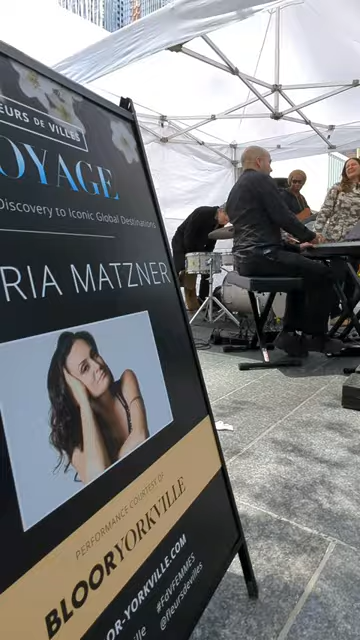 EURS DE VILLES
OYAGE
Discovery to Iconic Global Destinations
RIA MATZNER
PERFORMANCE COURTESY OF
BLOORYORKVILLE
OR-YORKVILLE.COM
ville #FDVFEMMES
@fleursdevilles